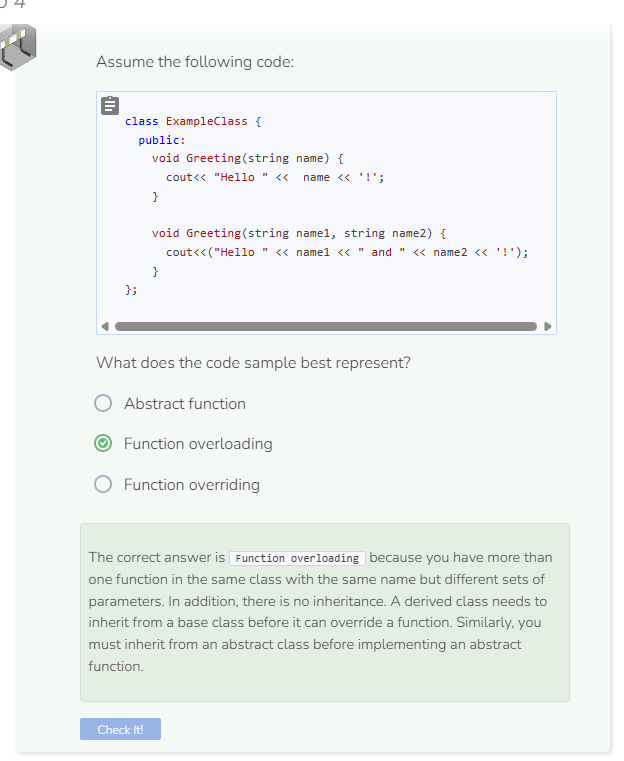 Assume the following code:
class ExampleClass {
public:
void Greeting(string name) {
cout<< "Hello " << name << '!';
}
void Greeting(string name1, string name2) {
cout<<("Hello " << name1 << " and " << name2 << '!');
}
};
What does the code sample best represent?
Abstract function
Function overloading
Function overriding
The correct answer is Function overloading because you have more than
one function in the same class with the same name but different sets of
parameters. In addition, there is no inheritance. A derived class needs to
inherit from a base class before it can override a function. Similarly, you
must inherit from an abstract class before implementing an abstract
function.
Check It!